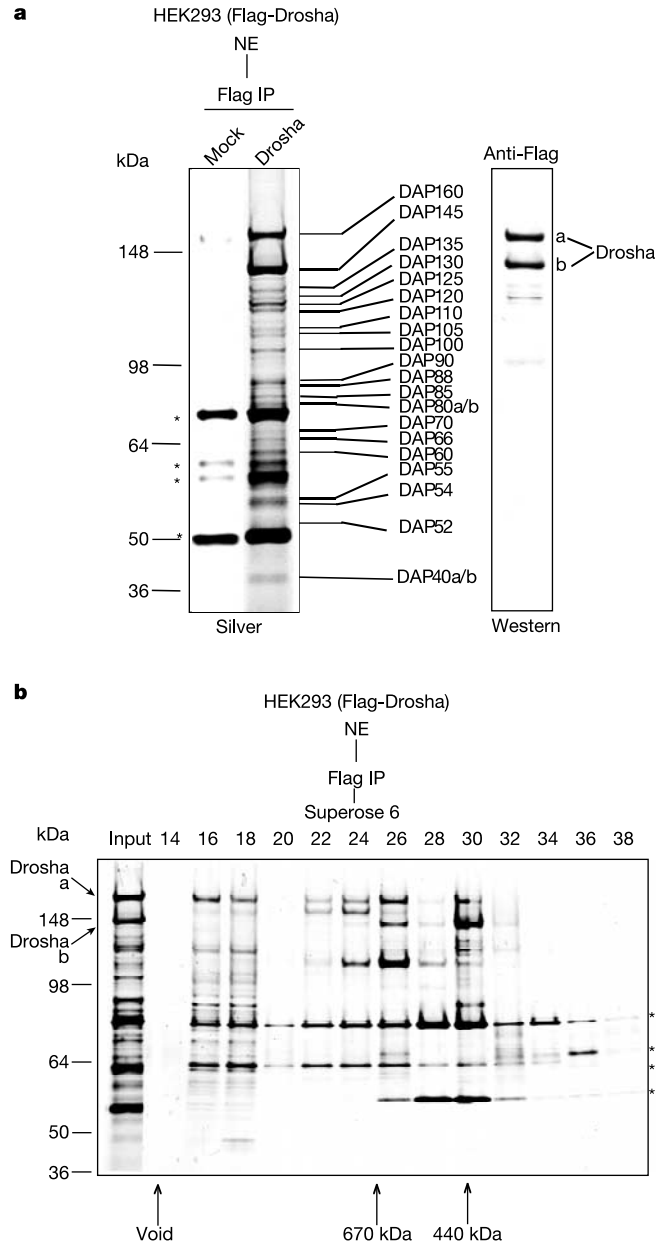 a
HEK293 (Flag-Drosha)
NE
Flag IP
kDa
Mock
Drosha
Anti-Flag
148
98
64
50
36
*
*
*
*
DAP160
DAP145
DAP135
DAP130
DAP125
DAP120
DAP110
DAP105
DAP100
DAP90
DAP88
DAP85
DAP80a/b
DAP70
DAP66
DAP60
DAP55
DAP54
DAP52
DAP40a/b
a
b
Drosha
Silver
Western
b
HEK293 (Flag-Drosha)
NE
Flag IP
Superose 6
kDa
Input 14 16 18 20 22 24 26 28 30 32 34 36 38
Drosha
a
148
Drosha
b
98
64
50
36
*
*
*
*
Void
670 kDa
440 kDa